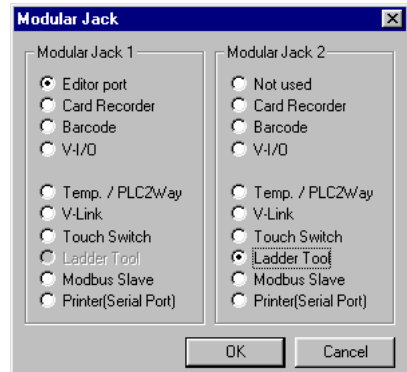 Modular Jack
Modular Jack 1
Editor port
Card Recorder
Barcode
V-I/O
Temp. / PLC2Way
V-Link
Touch Switch
Ladder Tool
Modbus Slave
Printer(Serial Port)
Modular Jack 2
Not used
Card Recorder
Barcode
V-I/O
Temp. / PLC2Way
V-Link
Touch Switch
Ladder Tool
Modbus Slave
Printer(Serial Port)
OK
Cancel